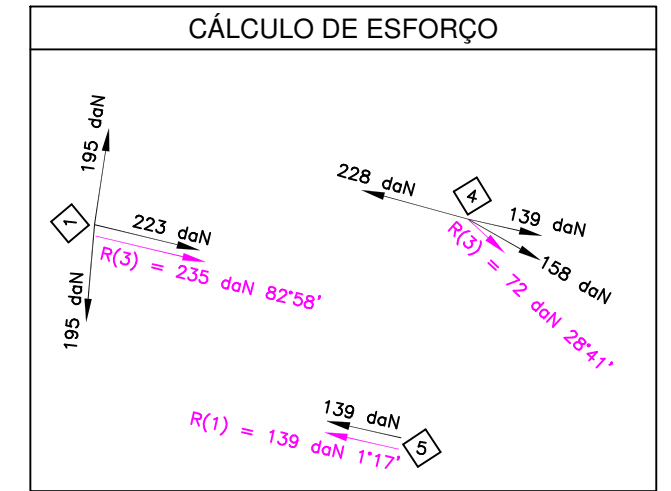 CÁLCULO DE ESFORÇO
195 daN
1
223 daN
R(3) = 235 daN 82°58'
195 daN
228 daN
4
139 daN
158 daN
R(3) = 72 daN 28°41'
139 daN
R(1) = 139 daN 1°17'
5